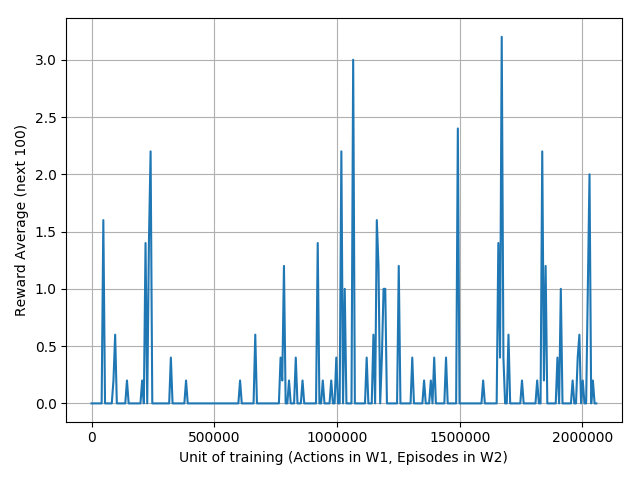 3.0
2.5
2.0
1.5
1.0
0.5
0.0
Reward Average (next 100)
0 500000 1000000 1500000 2000000
Unit of training (Actions in W1, Episodes in W2)